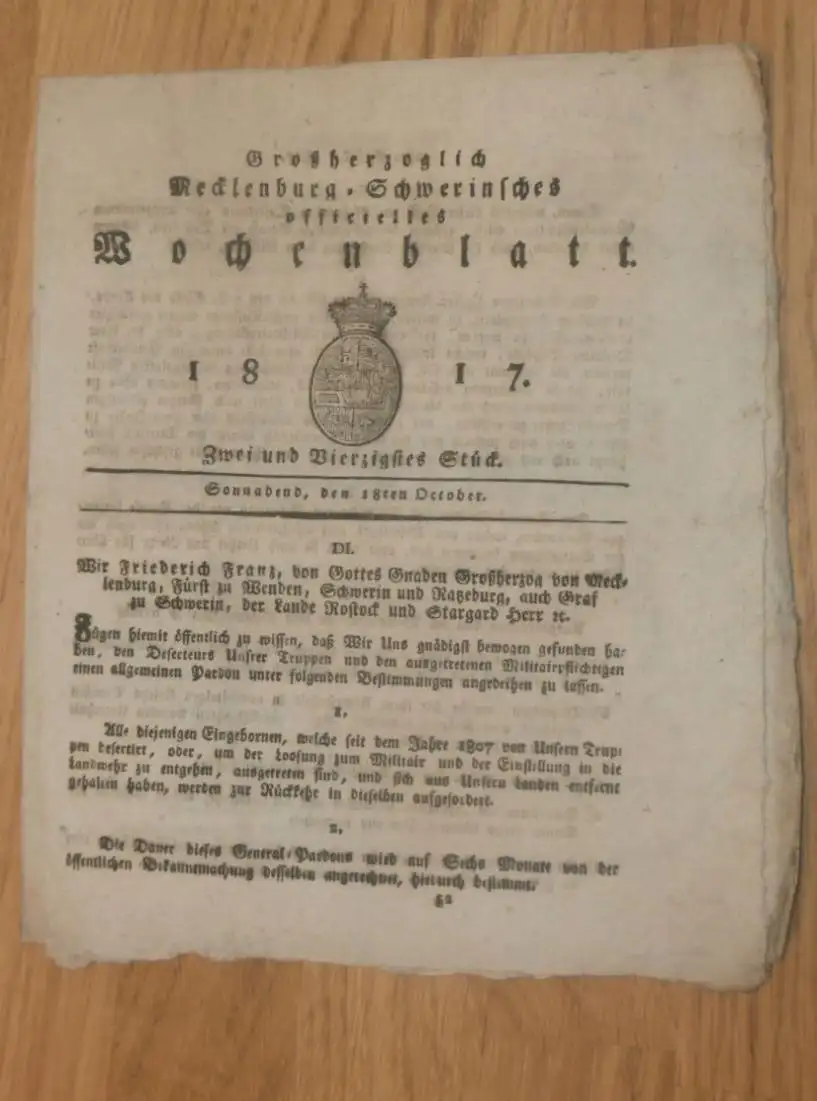 Großherzoglich
Mecklenburg-Schwerinsches
officielles
Wochenblatt.
1817.
Zwei und Vierzigstes Stück.
Sonnabend, den 18ten October.
DI.
Wir Friederich Franz, von Gottes Gnaden Großherzog von Meck-
lenburg, Fürst zu Wenden, Schwerin und Ratzeburg, auch Graf
zu Schwerin, der Lande Rostock und Stargard Herr ꝛc.
Fügen hiemit öffentlich zu wissen, daß Wir Uns gnädigst bewogen gefunden ha-
ben, den Deserteurs Unsrer Truppen und den ausgetretenen Militairpflichtigen
einen allgemeinen Pardon unter folgenden Bestimmungen angedeihen zu lassen.
1.
Alle diejenigen Eingebornen, welche seit dem Jahre 1807 von Unsern Trup-
pen desertirt, oder, um der Loosung zum Militair und der Einstellung in die
Landwehr zu entgehen, ausgetreten sind, und sich aus Unsern Landen entfernt
gehalten haben, werden zur Rückkehr in dieselben aufgefordert.
2.
Die Dauer dieses General-Pardons wird auf Sechs Monate von der
öffentlichen Bekanntmachung desselben angerechnet, hiedurch bestimmt.